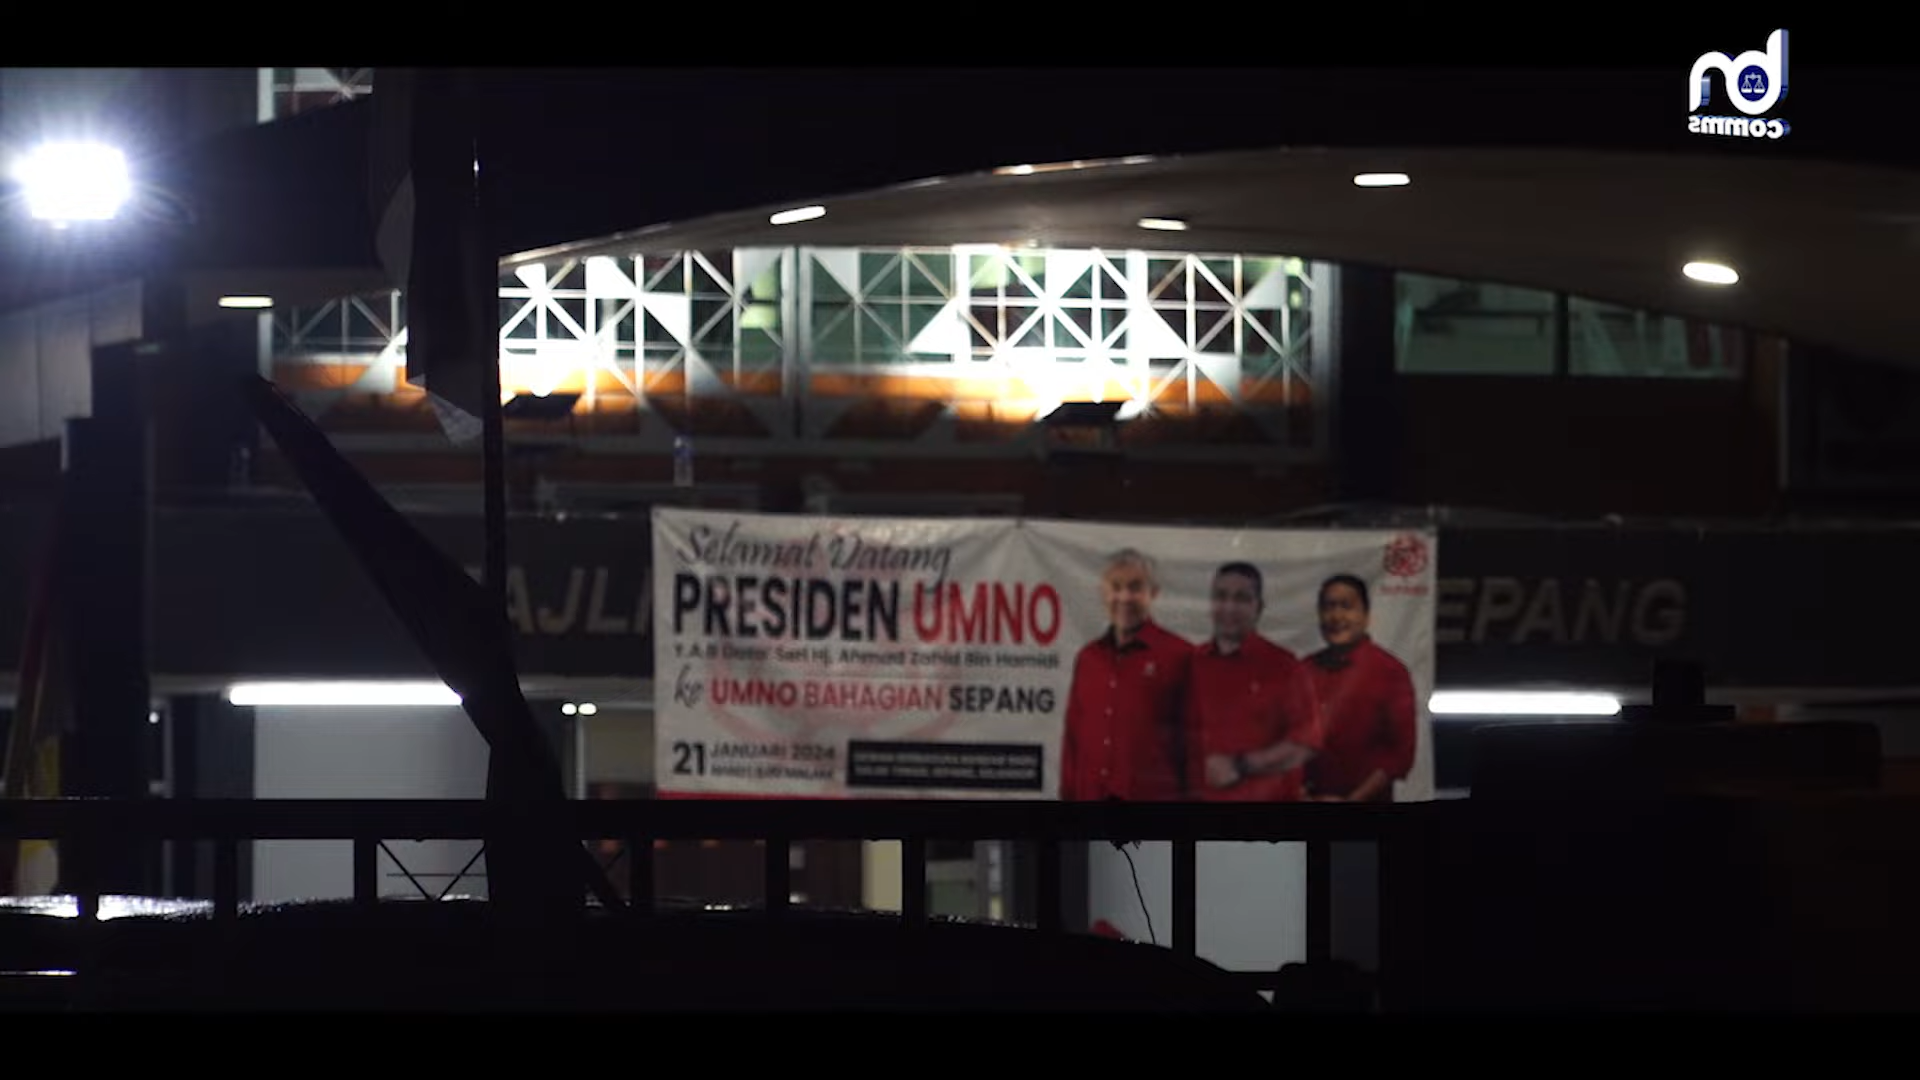 comms
Selamat Datang
PRESIDEN UMNO
Y.A.B Dato' Seri Hj. Ahmad Zahid Bin Hamidi
ke UMNO BAHAGIAN SEPANG
21 JANUARI 2024
AJLI
EPANG